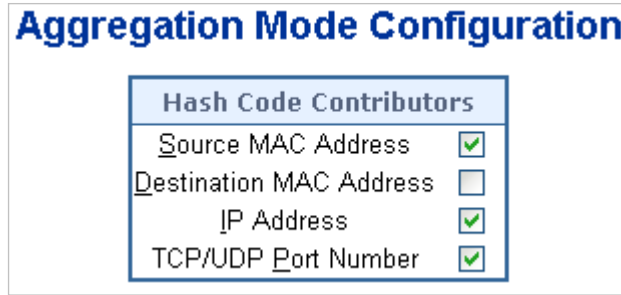 Aggregation Mode Configuration
Hash Code Contributors
Source MAC Address
Destination MAC Address
IP Address
TCP/UDP Port Number